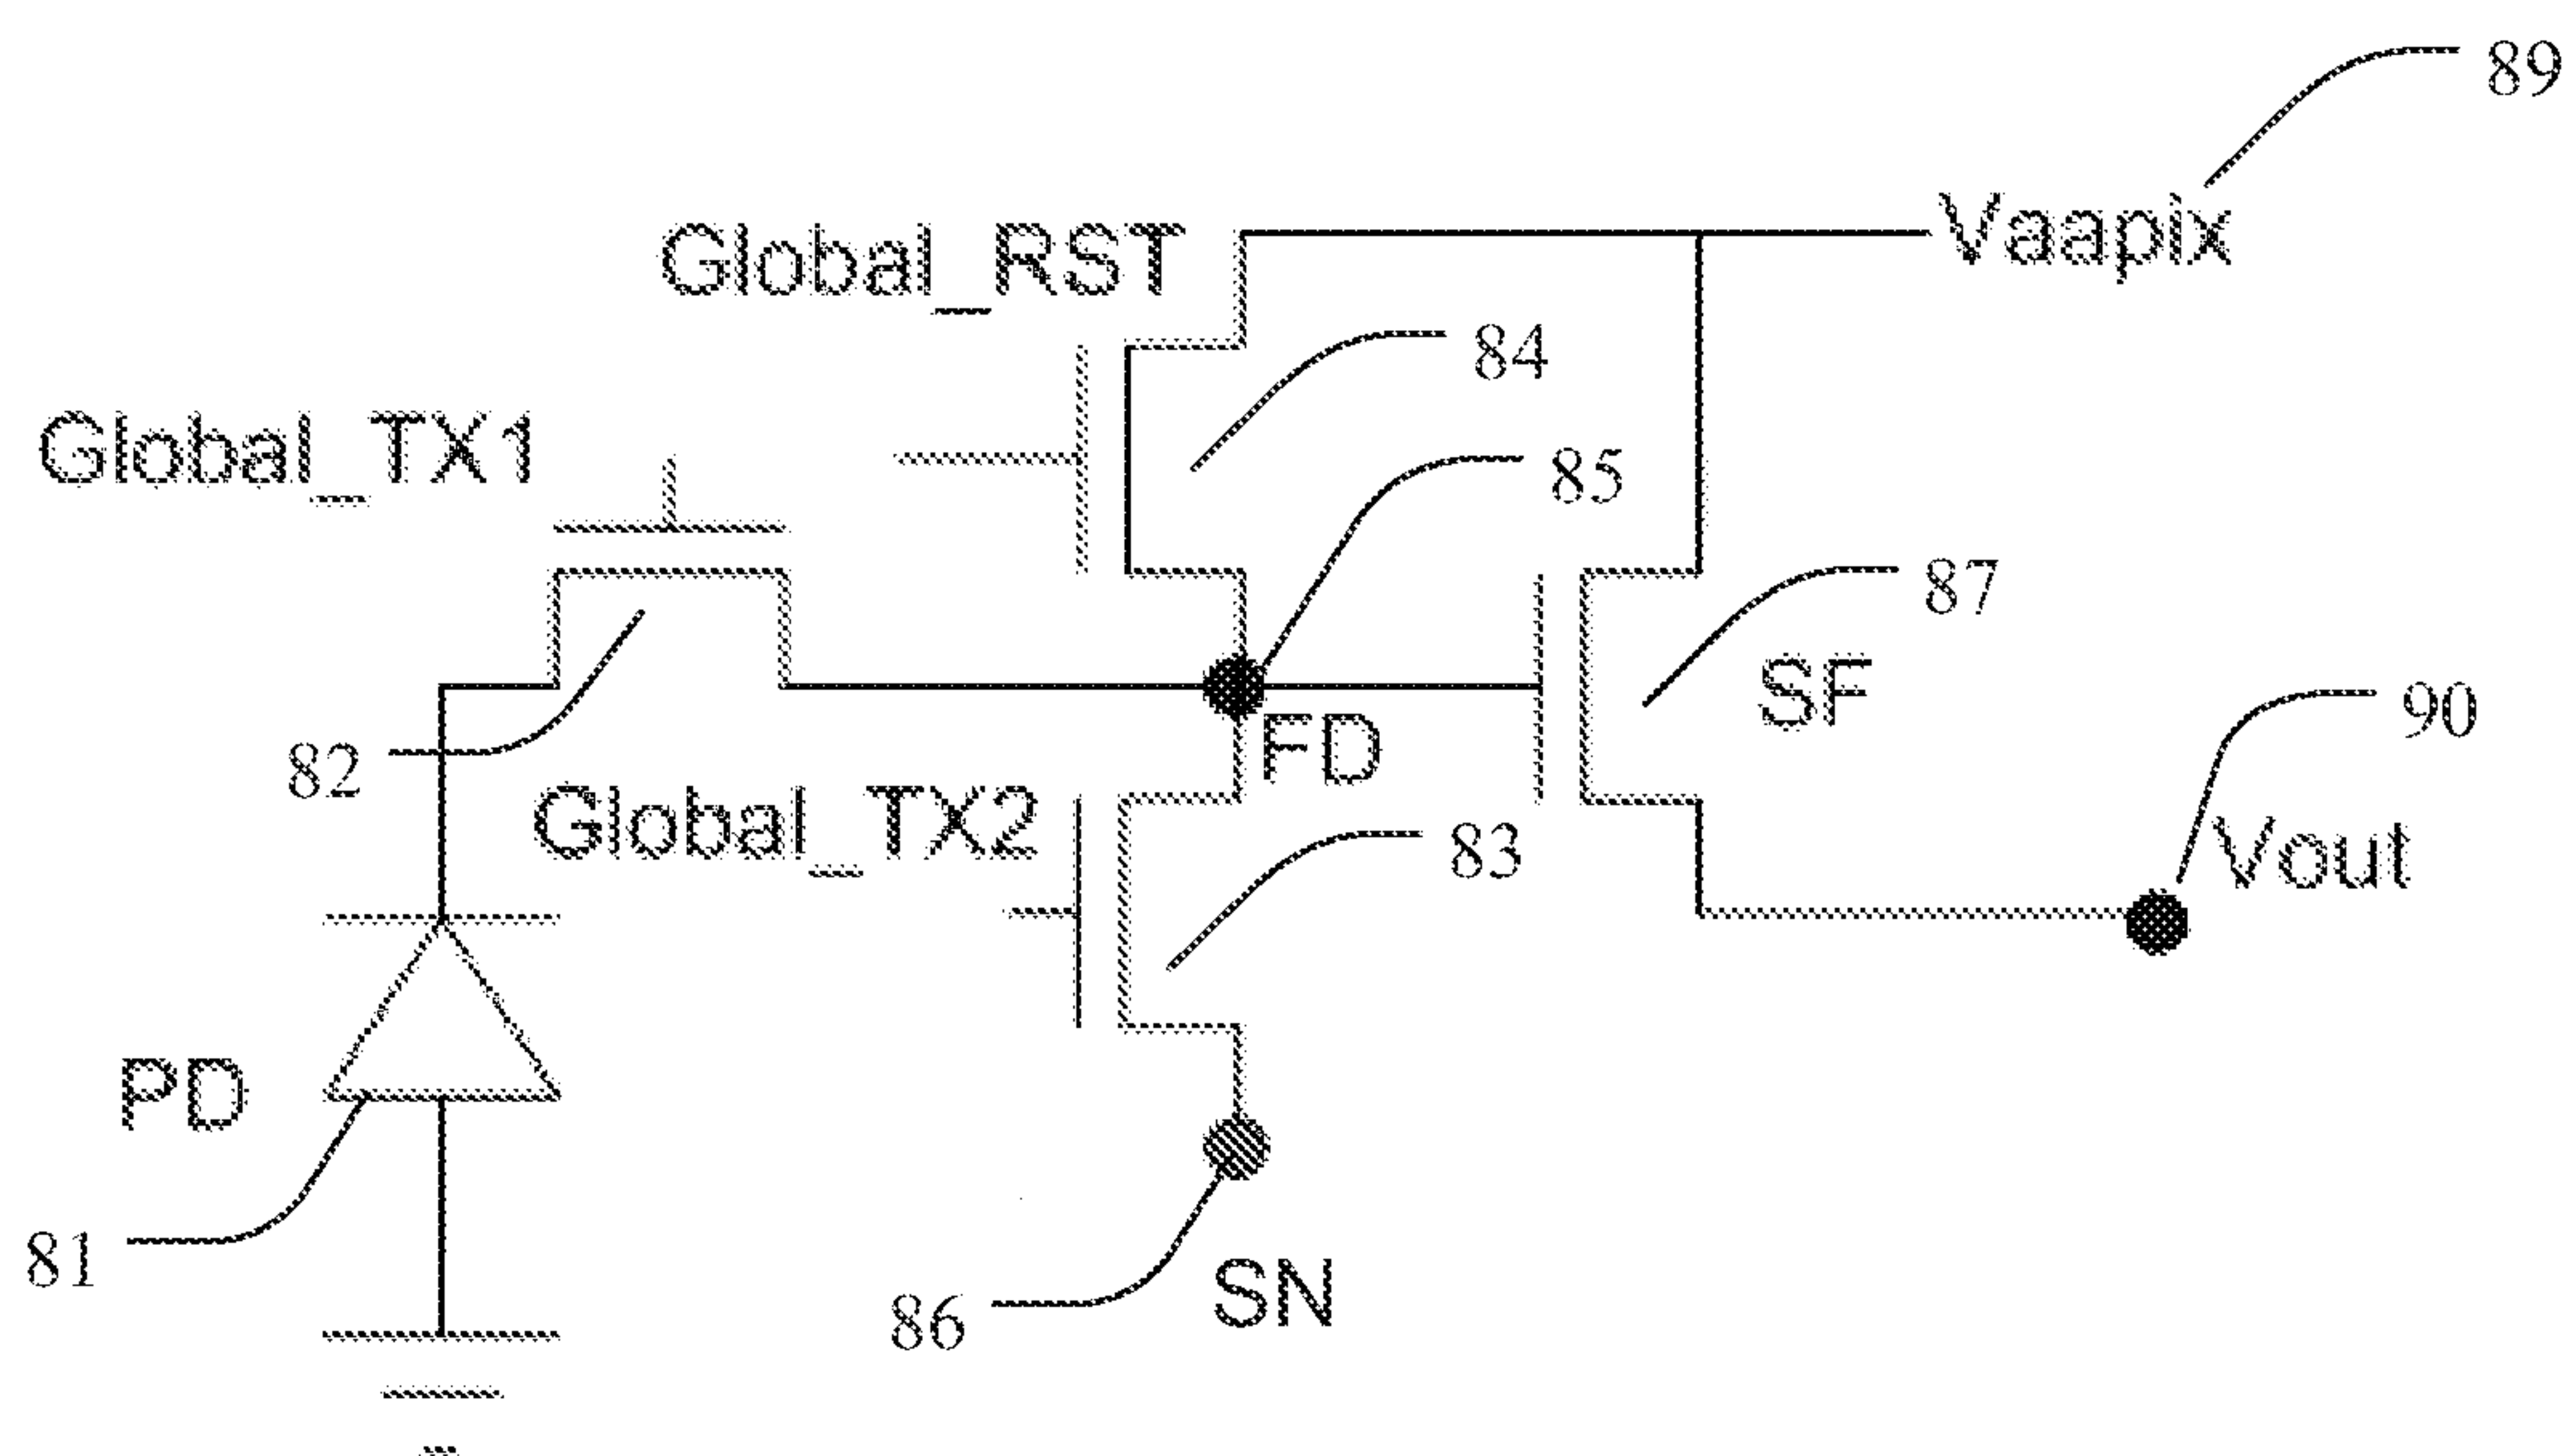 89
Vaapix
Global_RST
84
Global_TX1
85
87
SF
90
FD
82
Global_TX2
83
Vout
PD
81
86
SN